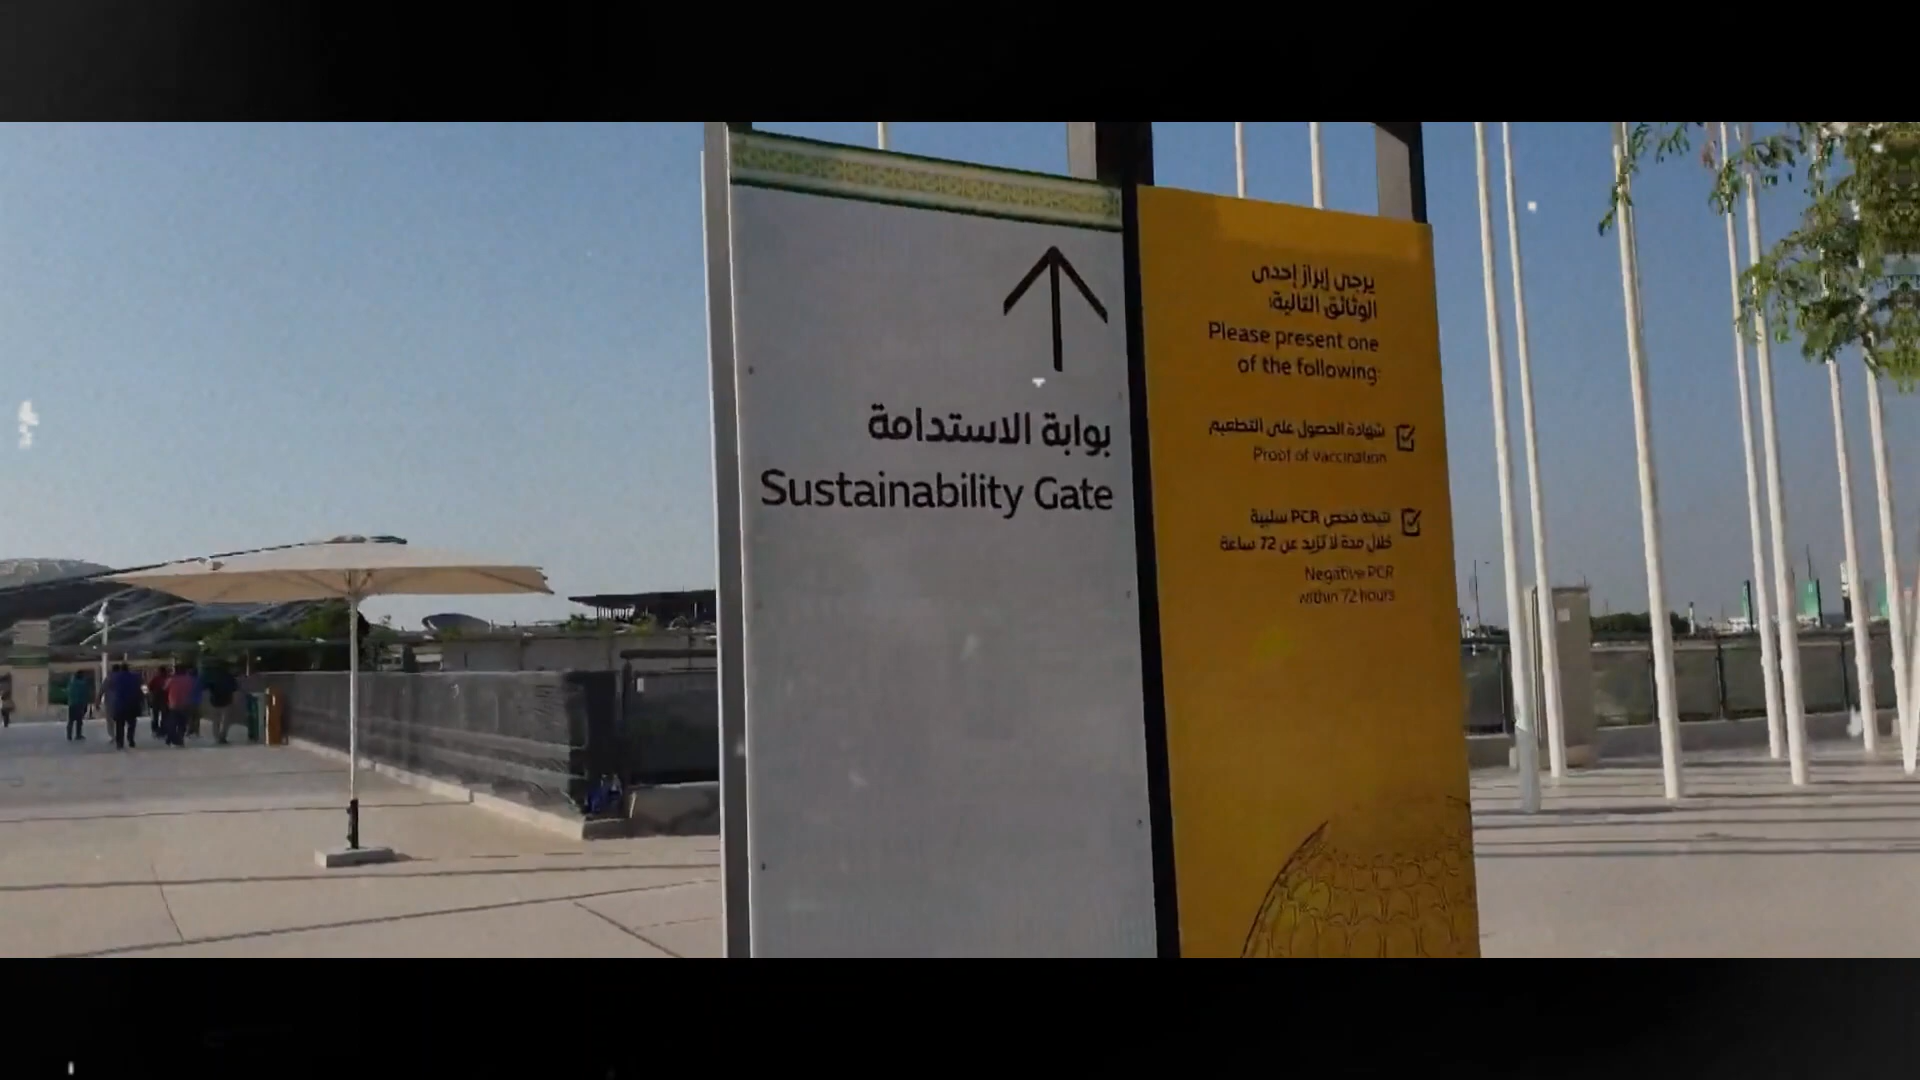 بوابة الاستدامة
Sustainability Gate
يرجى إبراز إحدى
الوثائق التالية:
Please present one
of the following:
شهادة الحصول على التطعيم
Proof of vaccination
نتيجة فحص PCR سلبية
خلال مدة لا تزيد عن 72 ساعة
Negative PCR
within 72 hours